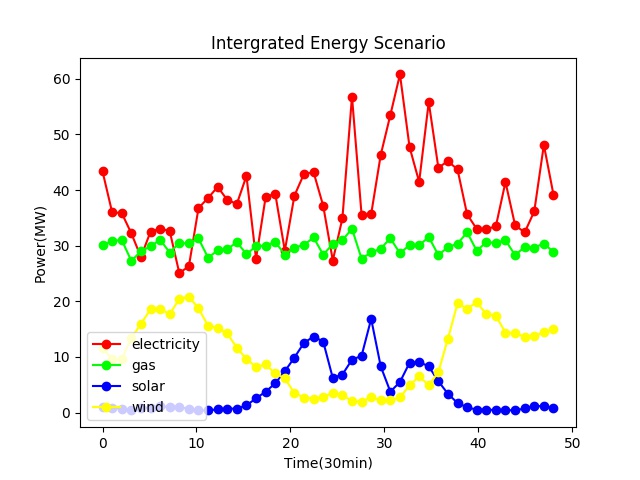 Intergrated Energy Scenario
Power(MW)
60
50
40
30
20
10
0
electricity
gas
solar
wind
0 10 20 30 40 50
Time(30min)